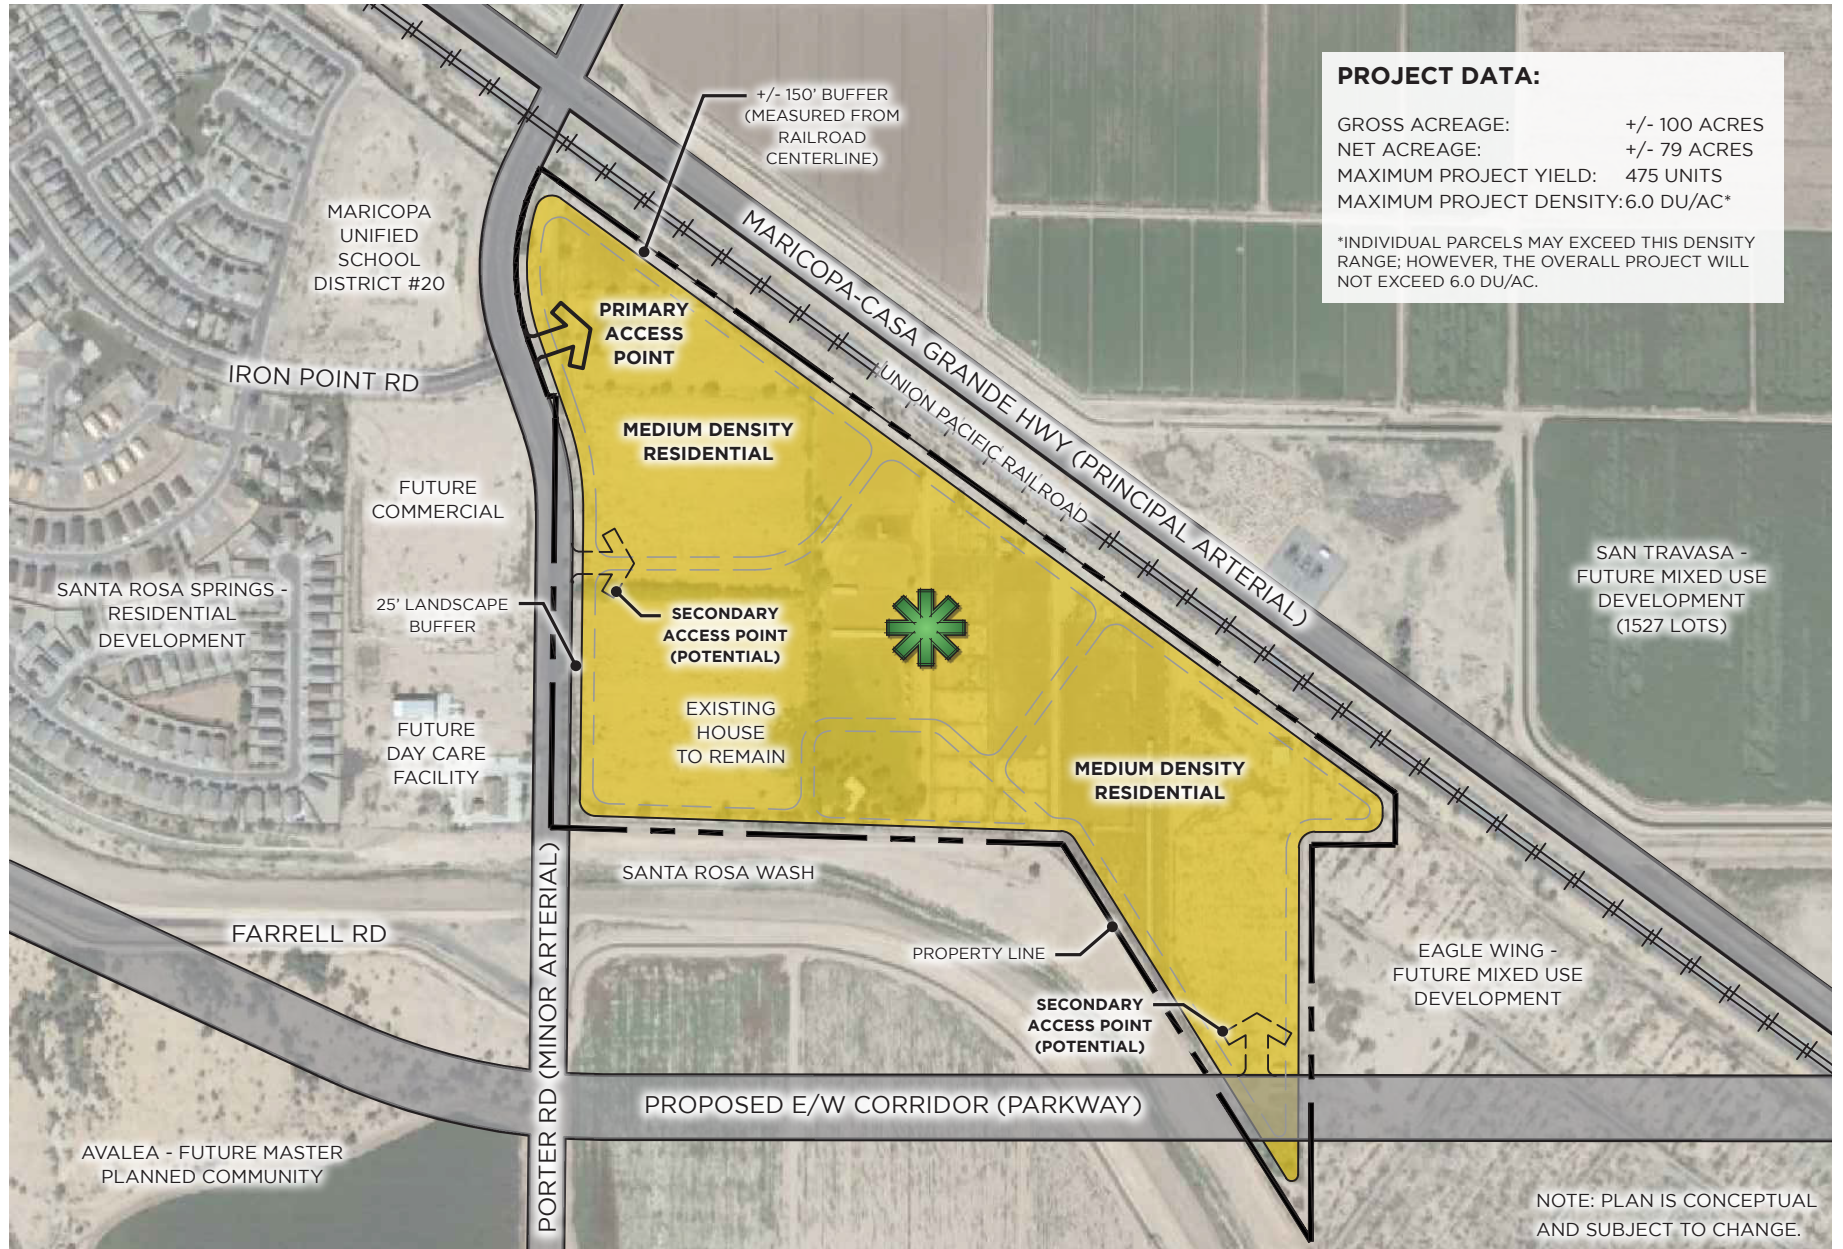 PROJECT DATA:
GROSS ACREAGE: +/- 100 ACRES
NET ACREAGE: +/- 79 ACRES
MAXIMUM PROJECT YIELD: 475 UNITS
MAXIMUM PROJECT DENSITY: 6.0 DU/AC*
*INDIVIDUAL PARCELS MAY EXCEED THIS DENSITY
RANGE; HOWEVER, THE OVERALL PROJECT WILL
NOT EXCEED 6.0 DU/AC.
+/- 150' BUFFER
(MEASURED FROM
RAILROAD
CENTERLINE)
MARICOPA
UNIFIED
SCHOOL
DISTRICT #20
MARICOPA-CASA GRANDE HWY (PRINCIPAL ARTERIAL)
UNION PACIFIC RAILROAD
PRIMARY
ACCESS
POINT
IRON POINT RD
MEDIUM DENSITY
RESIDENTIAL
FUTURE
COMMERCIAL
SANTA ROSA SPRINGS -
RESIDENTIAL
DEVELOPMENT
25' LANDSCAPE
BUFFER
SECONDARY
ACCESS POINT
(POTENTIAL)
SAN TRAVASA -
FUTURE MIXED USE
DEVELOPMENT
(1527 LOTS)
EXISTING
HOUSE
TO REMAIN
FUTURE
DAY CARE
FACILITY
MEDIUM DENSITY
RESIDENTIAL
SANTA ROSA WASH
FARRELL RD
PORTER RD (MINOR ARTERIAL)
PROPERTY LINE
EAGLE WING -
FUTURE MIXED USE
DEVELOPMENT
SECONDARY
ACCESS POINT
(POTENTIAL)
PROPOSED E/W CORRIDOR (PARKWAY)
AVALEA - FUTURE MASTER
PLANNED COMMUNITY
NOTE: PLAN IS CONCEPTUAL
AND SUBJECT TO CHANGE.